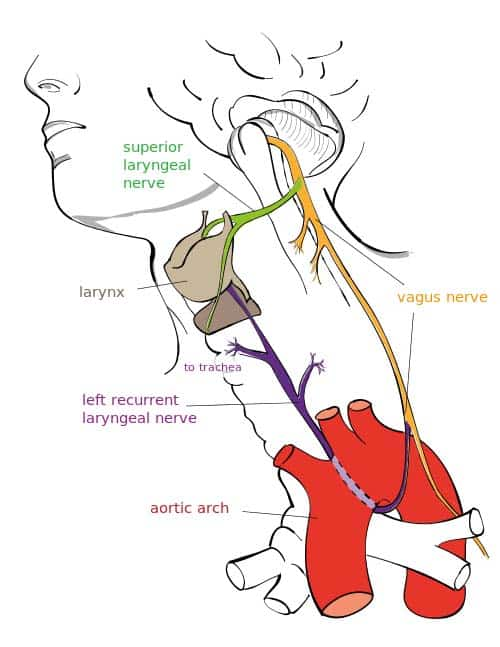 superior
laryngeal
nerve
larynx
vagus nerve
to trachea
left recurrent
laryngeal nerve
aortic arch